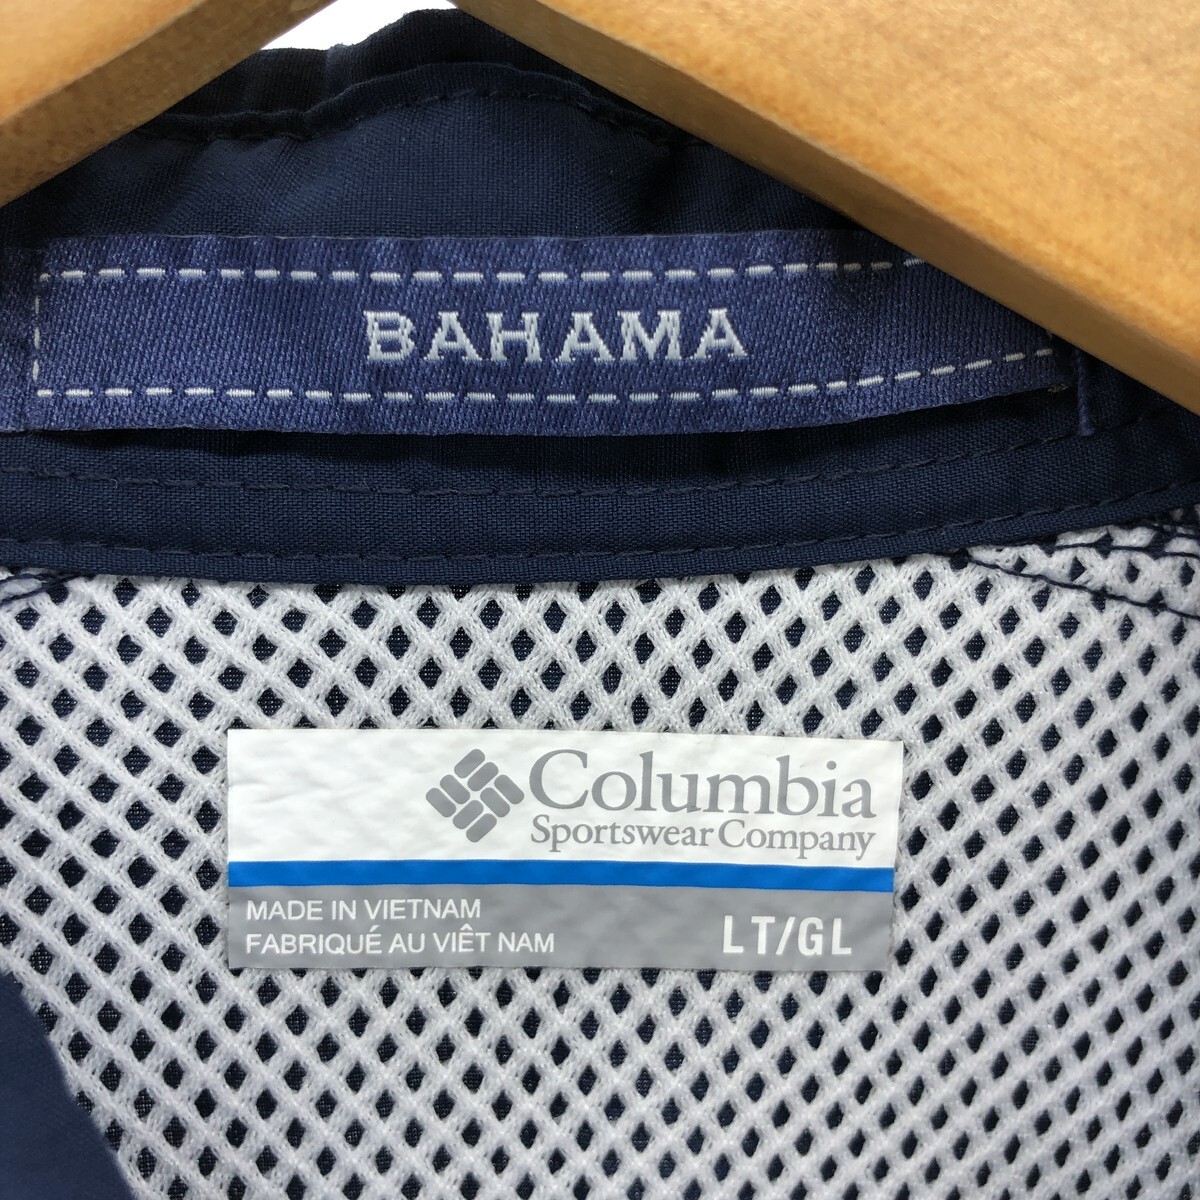 BAHAMA
Columbia
Sportswear Company
MADE IN VIETNAM
FABRIQUÉ AU VIÊT NAM
LT/GL